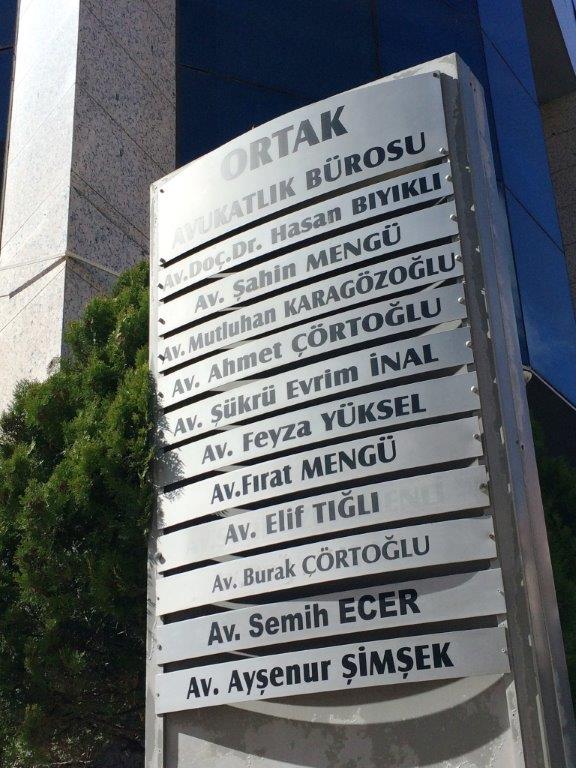 ORTAK
AVUKATLIK BÜROSU
Av.Doç.Dr. Hasan BIYIKLI
Av. Şahin MENGÜ
Av. Mutluhan KARAGÖZOĞLU
Av. Ahmet ÇÖRTOĞLU
Av. Şükrü Evrim İNAL
Av. Feyza YÜKSEL
Av.Fırat MENGÜ
Av. Elif TIĞLI
Av. Burak ÇÖRTOĞLU
Av. Semih ECER
Av. Ayşenur ŞİMŞEK